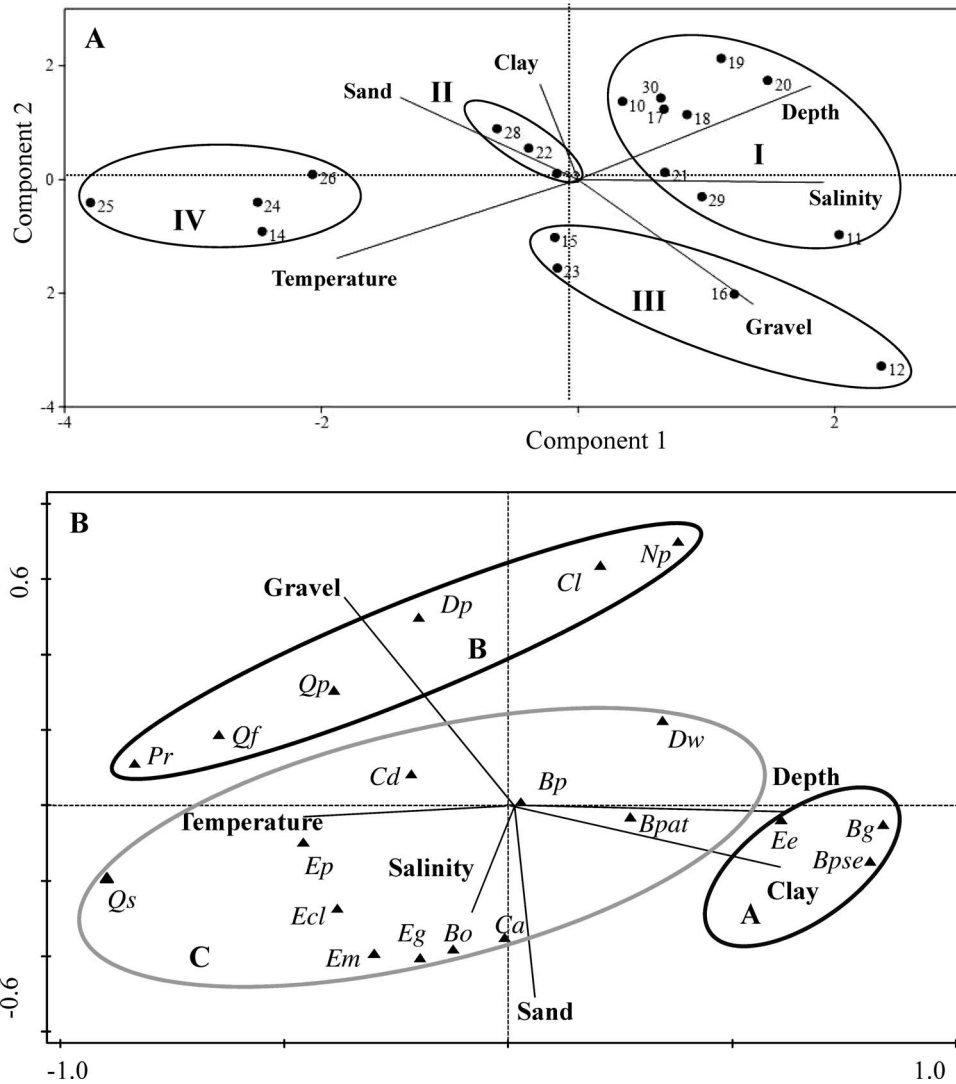 A
Component 2
2
0
2
-4
-4
-2
2
Component 1
Clay
Sand
II
28
22
13
19
20
30
10
17
18
Depth
I
21
29
Salinity
11
26
25
24
IV
14
Temperature
15
23
III
16
Gravel
12
B
0.6
-0.6
-1.0
1.0
Gravel
Np
Cl
Dp
B
Qp
Qf
Pr
Dw
Cd
Bp
Depth
Temperature
Bpat
Ee
Bg
Ep
Salinity
Bpse
Clay
Qs
Ecl
A
C
Em
Eg
Bo
Ca
Sand